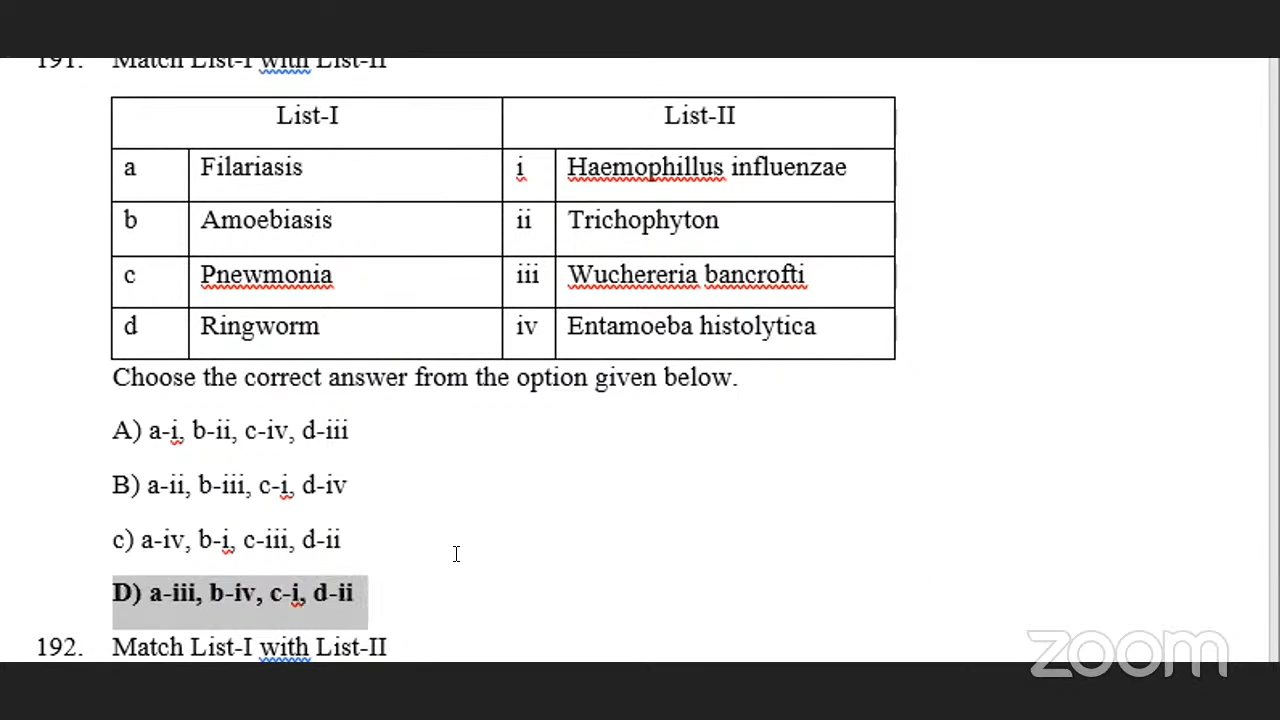 191. Match List-I with List-II
List-I List-II
a Filariasis i Haemophillus influenzae
b Amoebiasis ii Trichophyton
c Pnewmonia iii Wuchereria bancrofti
d Ringworm iv Entamoeba histolytica
Choose the correct answer from the option given below.
A) a-i, b-ii, c-iv, d-iii
B) a-ii, b-iii, c-i, d-iv
c) a-iv, b-i, c-iii, d-ii
D) a-iii, b-iv, c-i, d-ii
192. Match List-I with List-II
zoom